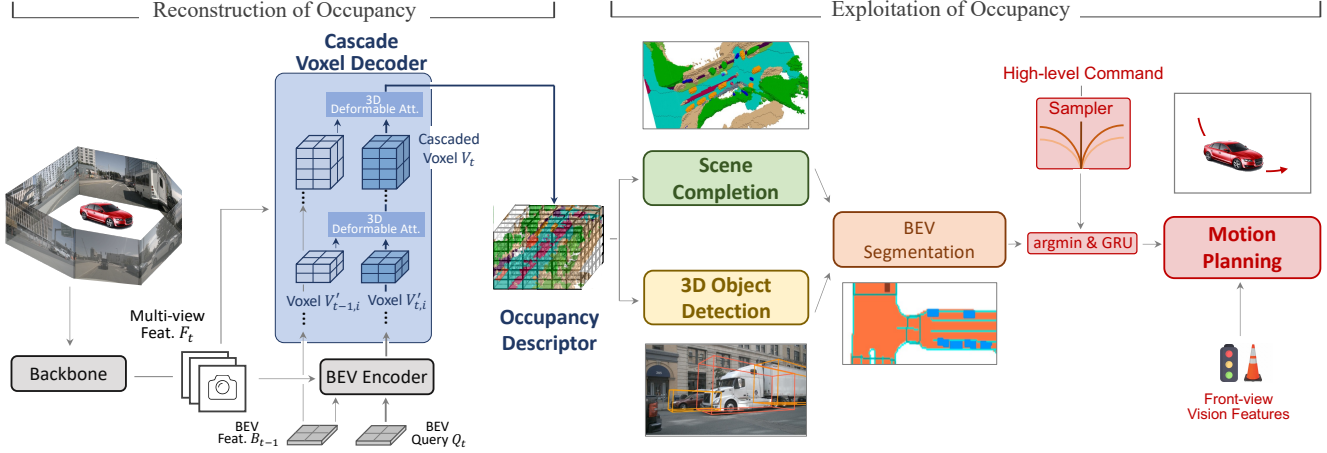 Reconstruction of Occupancy
Exploitation of Occupancy
Cascade
Voxel Decoder
3D
Deformable Att.
Cascaded
Voxel V_t
3D
Deformable Att.
Voxel V'_{t−1,i}
Voxel V'_{t,i}
Multi-view
Feat. F_t
Backbone
BEV Encoder
BEV
Feat. B_{t−1}
BEV
Query Q_t
Occupancy
Descriptor
Scene
Completion
3D Object
Detection
BEV
Segmentation
High-level Command
Sampler
argmin & GRU
Motion
Planning
Front-view
Vision Features